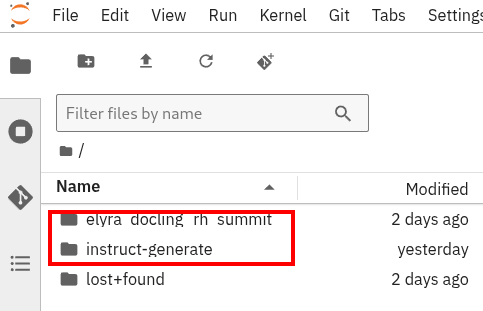 File Edit View Run Kernel Git Tabs Settings
Filter files by name
/
Name Modified
elyra_docling_rh_summit 2 days ago
instruct-generate yesterday
lost+found 2 days ago